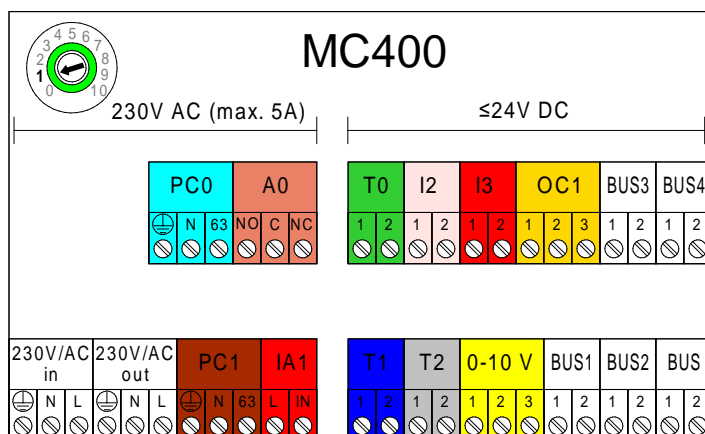 MC400
0 1 2 3 4 5 6 7 8 9 10
230V AC (max. 5A) ≤24V DC
PC0 A0 T0 I2 I3 OC1 BUS3 BUS4
N 63 NO C NC 1 2 1 2 1 2 1 2 3 1 2 1 2
230V/AC in 230V/AC out PC1 IA1 T1 T2 0-10 V BUS1 BUS2 BUS
N L N L N 63 L IN 1 2 1 2 1 2 3 1 2 1 2 1 2